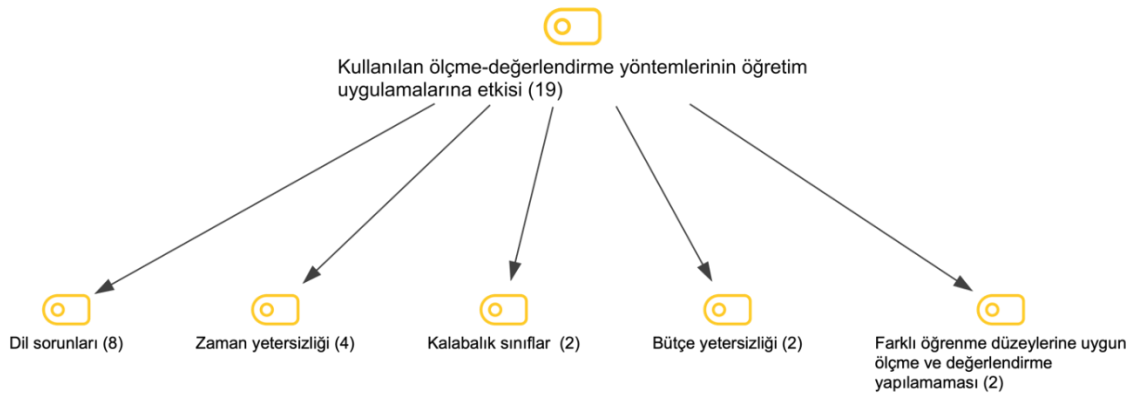 Kullanılan ölçme-değerlendirme yöntemlerinin öğretim
uygulamalarına etkisi (19)
Dil sorunları (8)
Zaman yetersizliği (4)
Kalabalık sınıflar (2)
Bütçe yetersizliği (2)
Farklı öğrenme düzeylerine uygun
ölçme ve değerlendirme
yapılamaması (2)